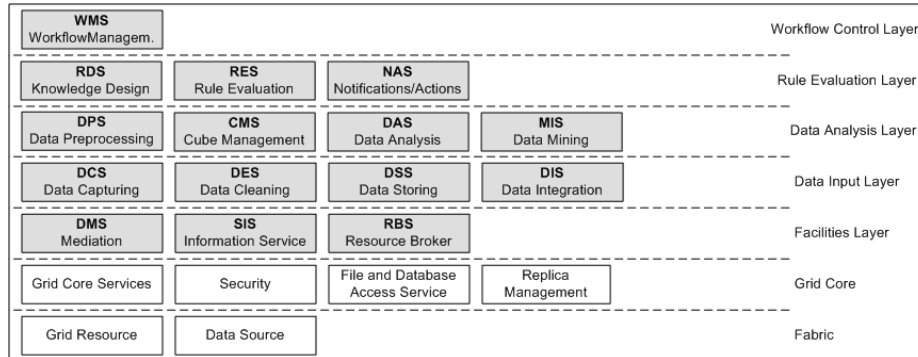 WMS
WorkflowManagem.
Workflow Control Layer
RDS
Knowledge Design
RES
Rule Evaluation
NAS
Notifications/Actions
Rule Evaluation Layer
DPS
Data Preprocessing
CMS
Cube Management
DAS
Data Analysis
MIS
Data Mining
Data Analysis Layer
DCS
Data Capturing
DES
Data Cleaning
DSS
Data Storing
DIS
Data Integration
Data Input Layer
DMS
Mediation
SIS
Information Service
RBS
Resource Broker
Facilities Layer
Grid Core Services
Security
File and Database
Access Service
Replica
Management
Grid Core
Grid Resource
Data Source
Fabric